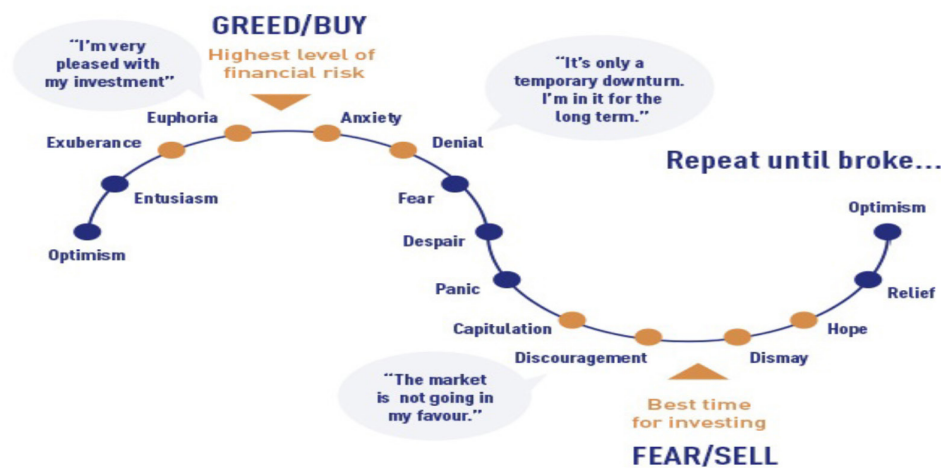 GREED/BUY
Highest level of
financial risk
“I’m very
pleased with
my investment”
“It’s only a
temporary downturn.
I’m in it for the
long term.”
Euphoria
Anxiety
Exuberance
Denial
Entusiasm
Fear
Optimism
Despair
Panic
Capitulation
Discouragement
“The market
is not going in
my favour.”
Repeat until broke...
Optimism
Relief
Hope
Dismay
Best time
for investing
FEAR/SELL